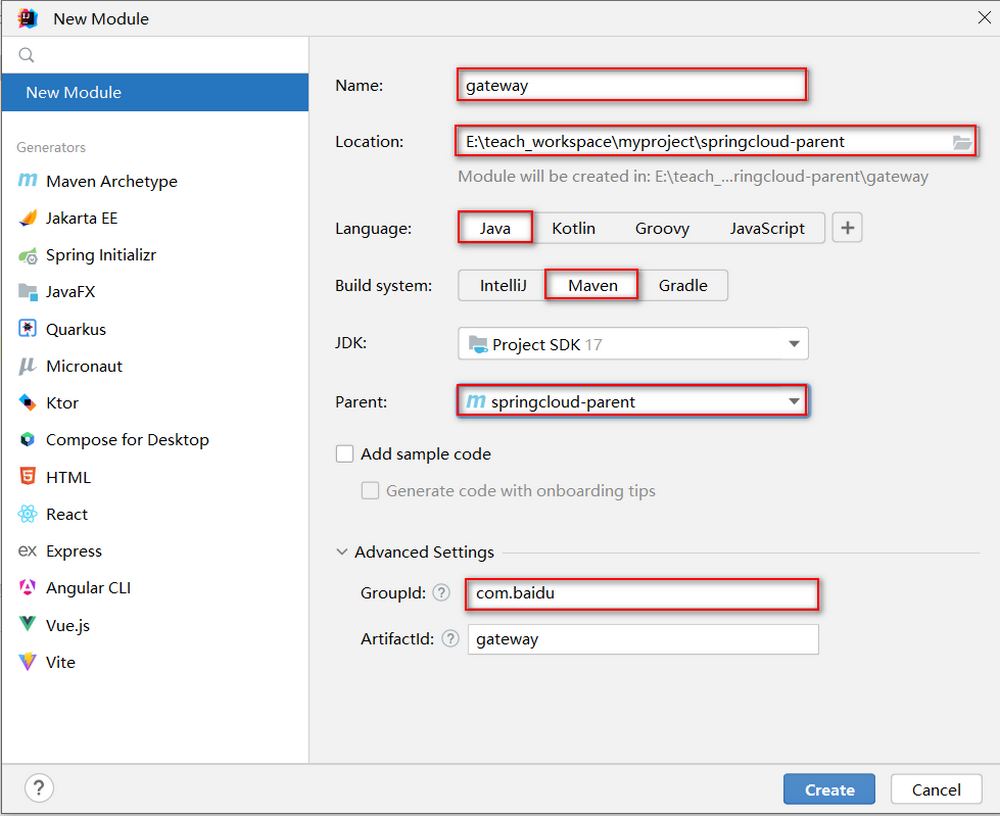 New Module
New Module
Generators
Maven Archetype
Jakarta EE
Spring Initializr
JavaFX
Quarkus
Micronaut
Ktor
Compose for Desktop
HTML
React
ex Express
Angular CLI
Vue.js
Vite
Name: gateway
Location: E:\teach_workspace\myproject\springcloud-parent
Module will be created in: E:\teach_...ringcloud-parent\gateway
Language: Java Kotlin Groovy JavaScript +
Build system: IntelliJ Maven Gradle
JDK: Project SDK 17
Parent: m springcloud-parent
Add sample code
Generate code with onboarding tips
Advanced Settings
GroupId: ? com.baidu
ArtifactId: ? gateway
? Create Cancel